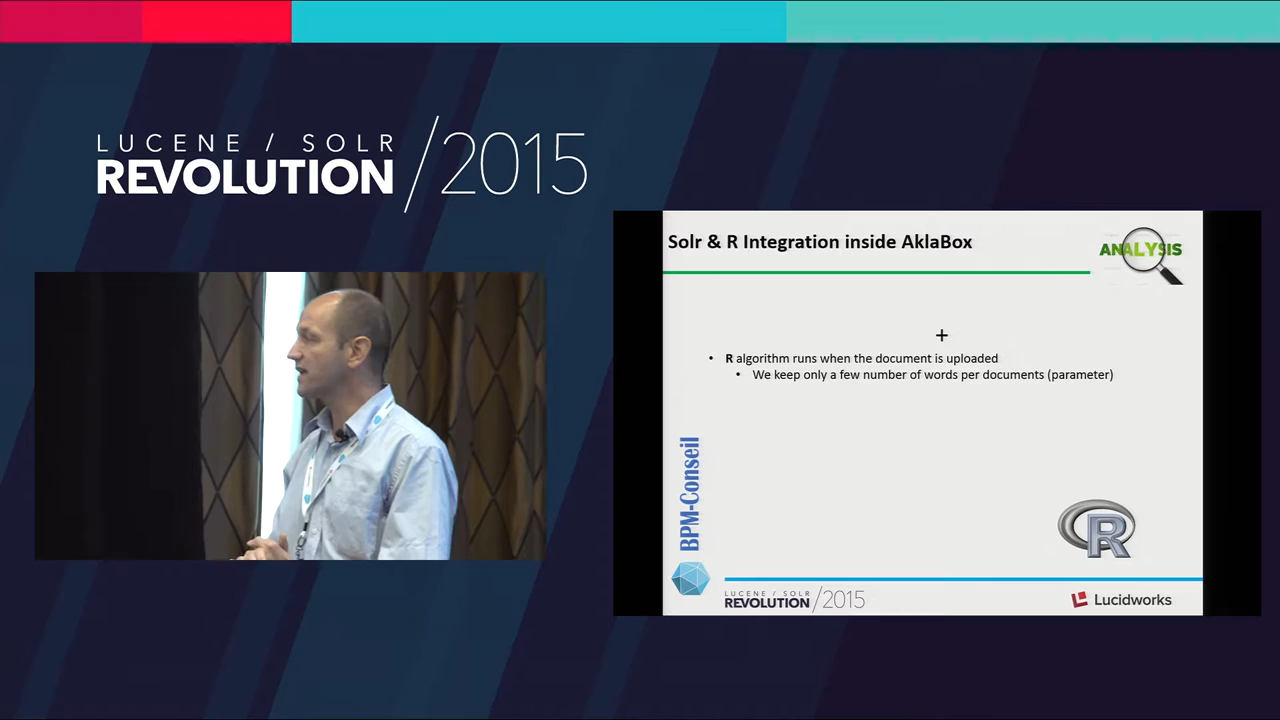 LUCENE / SOLR
REVOLUTION/2015
Solr & R Integration inside AklaBox
ANALYSIS
+
• R algorithm runs when the document is uploaded
• We keep only a few number of words per documents (parameter)
BPM-Conseil
R
LUCENE / SOLR
REVOLUTION/2015
Lucidworks